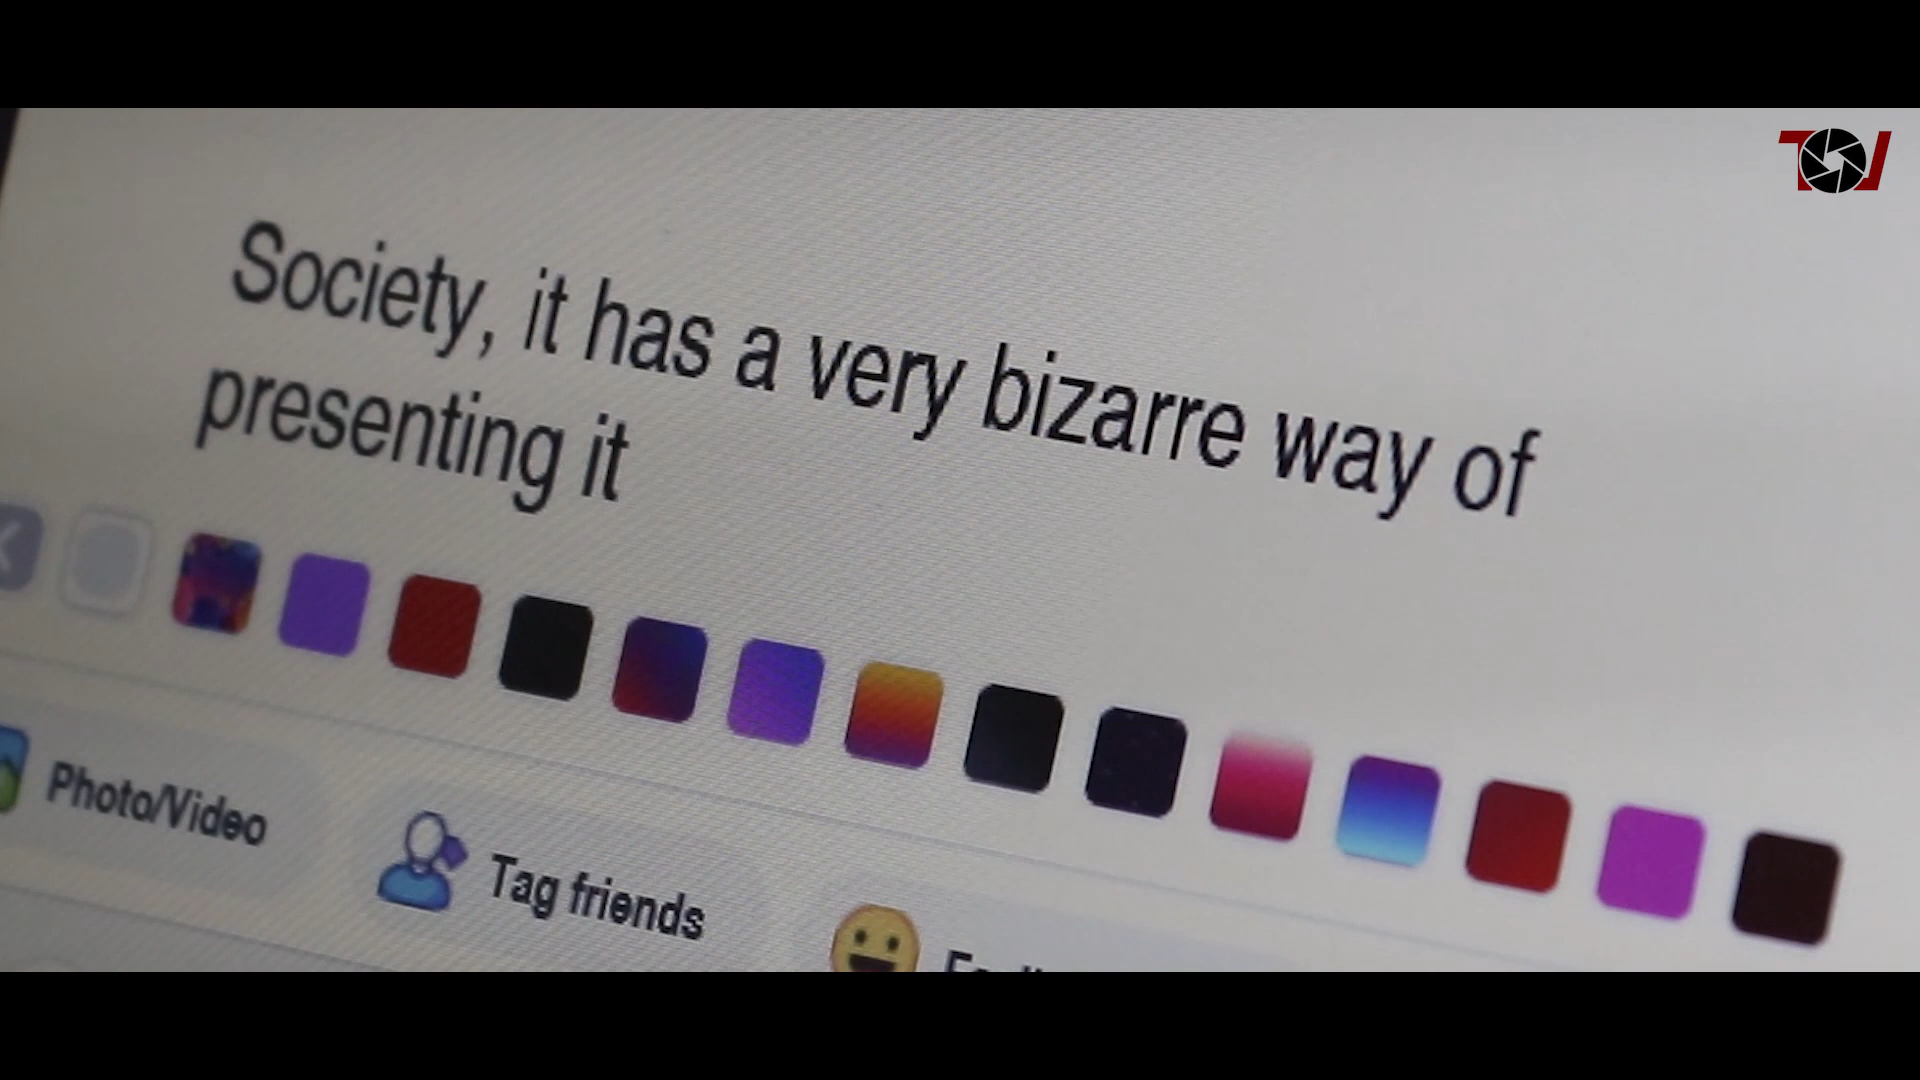 Society, it has a very bizarre way of
presenting it
Photo/Video
Tag friends